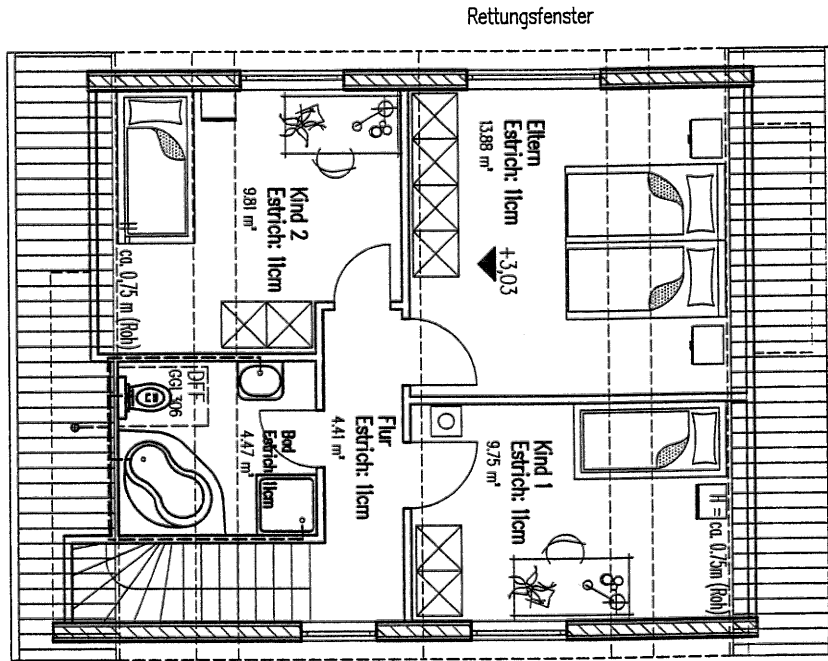 Rettungsfenster
Eltern
Estrich: 11cm
13.88 m²
+3,03
Kind 2
Estrich: 11cm
9.81 m²
H
ca. 0,75 m (Roh)
DFF
GGL 306
Bad
Estrich: 11cm
4.47 m²
Flur
Estrich: 11cm
4.41 m²
Kind 1
Estrich: 11cm
9.75 m²
H = ca. 0.75m (Roh)